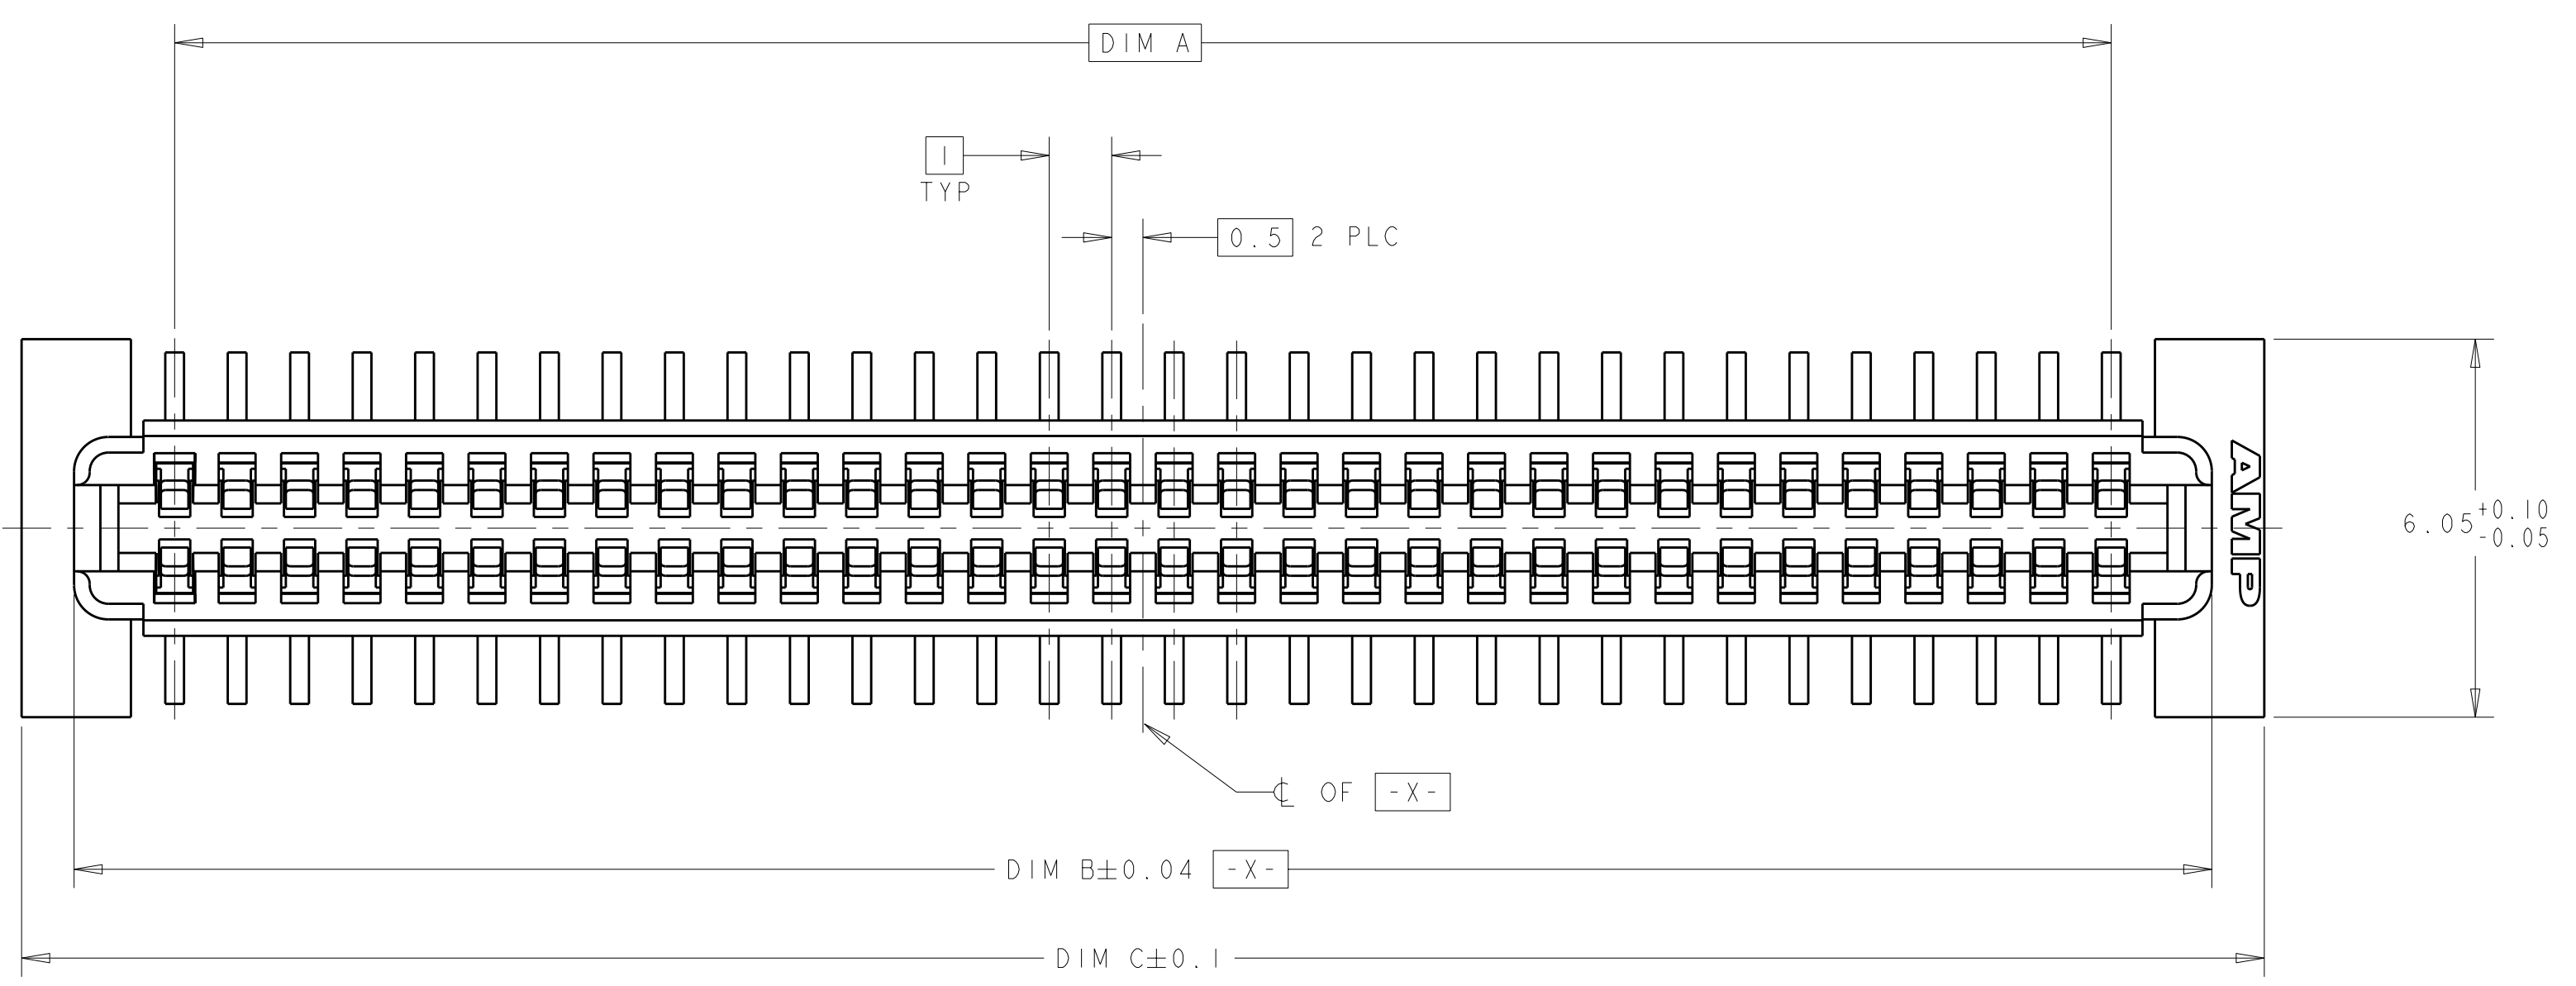 DIM A
1
TYP
0.5 2 PLC
AMP
6.05 +0.10
-0.05
℄ OF -X-
DIM B±0.04 -X-
DIM C±0.1